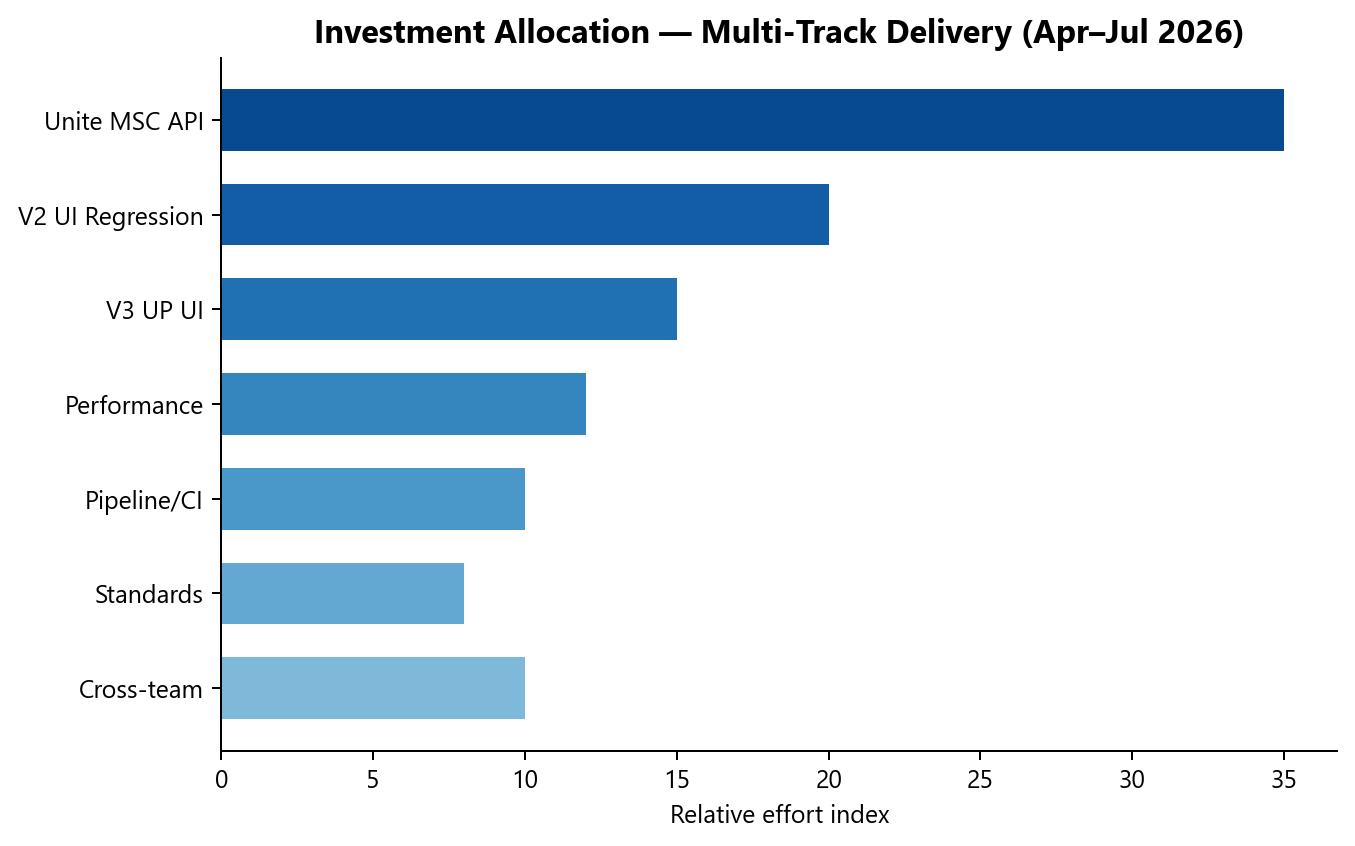 Investment Allocation — Multi-Track Delivery (Apr–Jul 2026)
Unite MSC API
V2 UI Regression
V3 UP UI
Performance
Pipeline/CI
Standards
Cross-team
0 5 10 15 20 25 30 35
Relative effort index